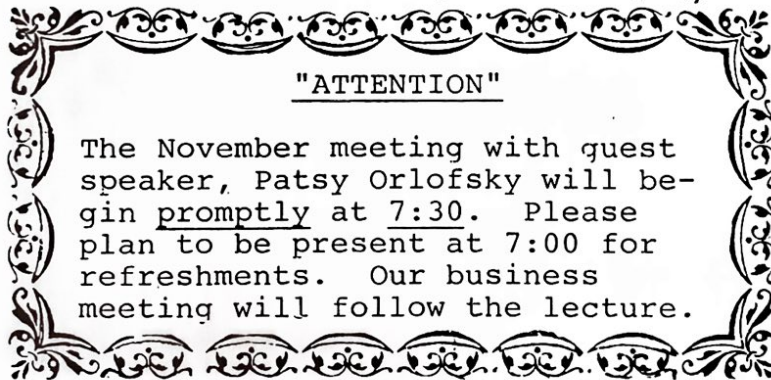 "ATTENTION"
The November meeting with guest
speaker, Patsy Orlofsky will be-
gin promptly at 7:30.  Please
plan to be present at 7:00 for
refreshments.  Our business
meeting will follow the lecture.